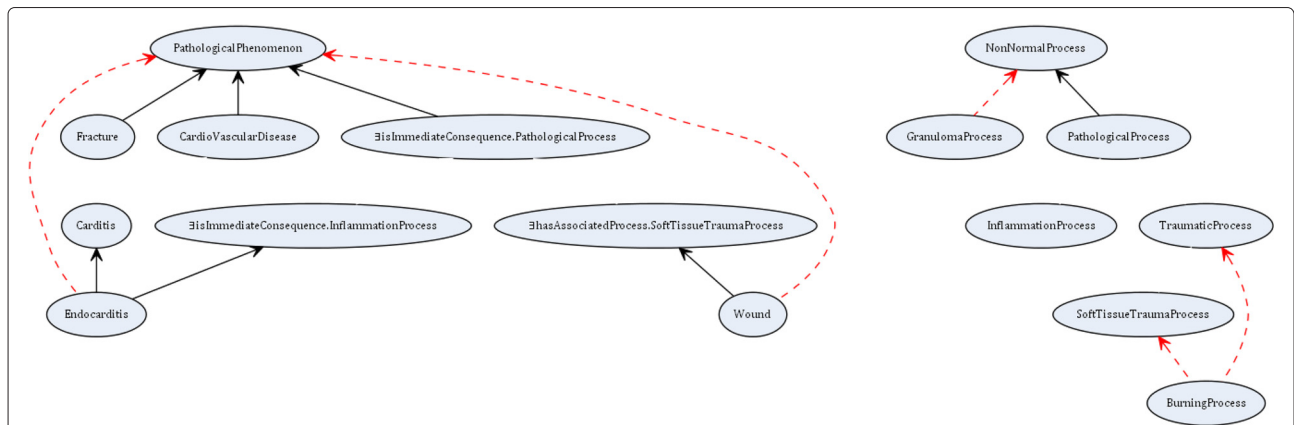 PathologicalPhenomenon
NonNormalProcess
Fracture
CardioVascularDisease
∃isImmediateConsequence.PathologicalProcess
GranulomaProcess
PathologicalProcess
Carditis
∃isImmediateConsequence.InflammationProcess
∃hasAssociatedProcess.SoftTissueTraumaProcess
InflammationProcess
TraumaticProcess
Endocarditis
Wound
SoftTissueTraumaProcess
BurningProcess